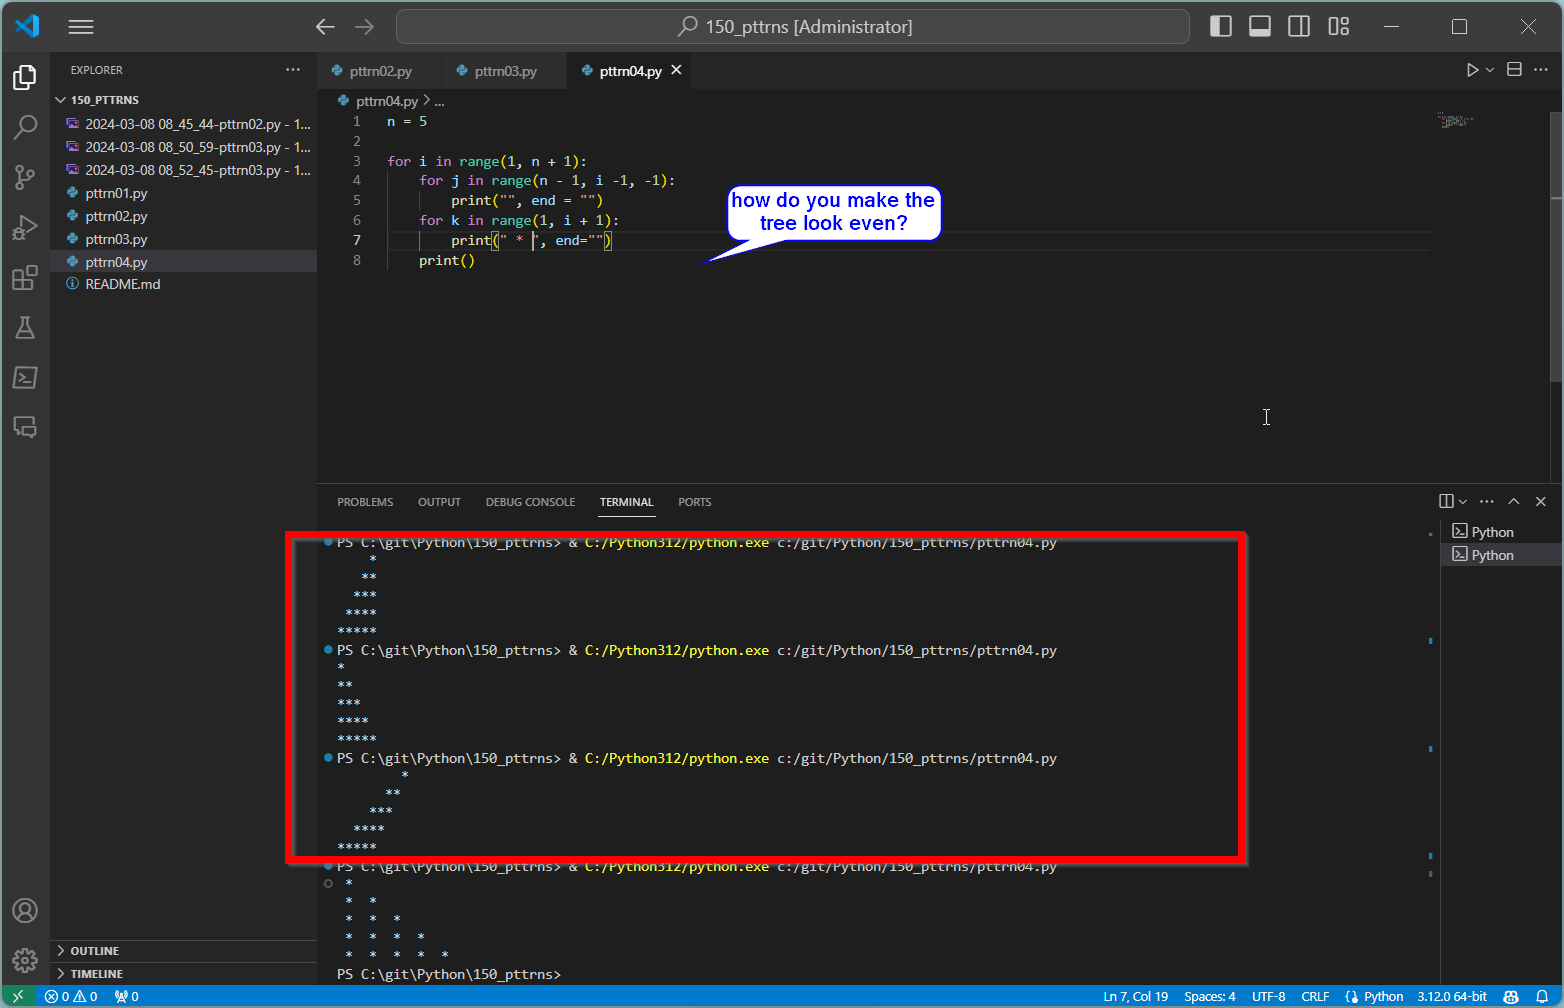 150_pttrns [Administrator]
EXPLORER
150_PTTRNS
2024-03-08 08_45_44-pttrn02.py - 1...
2024-03-08 08_50_59-pttrn03.py - 1...
2024-03-08 08_52_45-pttrn03.py - 1...
pttrn01.py
pttrn02.py
pttrn03.py
pttrn04.py
README.md
OUTLINE
TIMELINE
pttrn02.py pttrn03.py pttrn04.py
pttrn04.py > ...
1 n = 5
2
3 for i in range(1, n + 1):
4     for j in range(n - 1, i -1, -1):
5         print("", end = "")
6     for k in range(1, i + 1):
7         print(" * ", end="")
8     print()
how do you make the
tree look even?
PROBLEMS OUTPUT DEBUG CONSOLE TERMINAL PORTS
PS C:\git\Python\150_pttrns> & C:/Python312/python.exe c:/git/Python/150_pttrns/pttrn04.py
    *
   **
  ***
 ****
*****
PS C:\git\Python\150_pttrns> & C:/Python312/python.exe c:/git/Python/150_pttrns/pttrn04.py
*
**
***
****
*****
PS C:\git\Python\150_pttrns> & C:/Python312/python.exe c:/git/Python/150_pttrns/pttrn04.py
        *
      **
    ***
  ****
*****
PS C:\git\Python\150_pttrns> & C:/Python312/python.exe c:/git/Python/150_pttrns/pttrn04.py
 *
 *  *
 *  *  *
 *  *  *  *
 *  *  *  *  *
PS C:\git\Python\150_pttrns>
Python
Python
0 0 0 Ln 7, Col 19 Spaces: 4 UTF-8 CRLF Python 3.12.0 64-bit